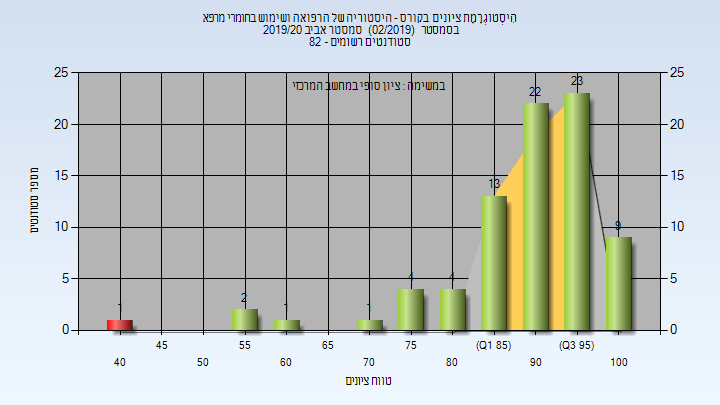 היסטוגרמת ציונים בקורס - היסטוריה של הרפואה ושימוש בחומרי מרפא
בסמסטר (02/2019) סמסטר אביב 2019/20
סטודנטים רשומים - 82
במשימה : ציון סופי במחשב המרכזי
מספר סטודנטים
25 25
20 20
15 15
10 10
5 5
0 0
1 2 1 1 4 4 13 22 23 9
45 55 65 75 (Q1 85) (Q3 95)
40 50 60 70 80 90 100
טווח ציונים